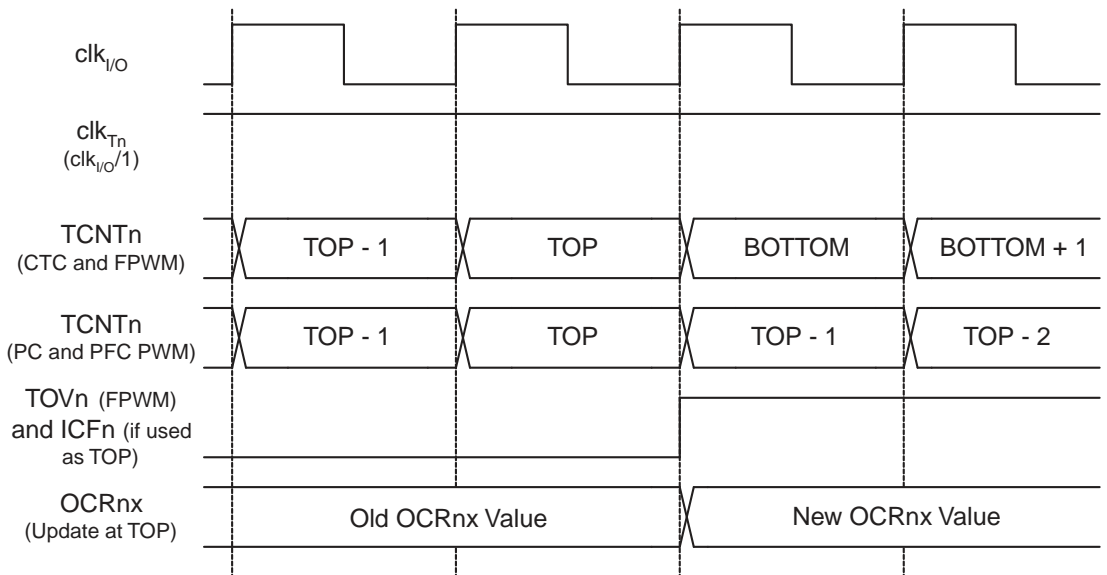 clkI/O
clkTn
(clkI/O/1)
TCNTn
(CTC and FPWM)
TOP - 1 TOP BOTTOM BOTTOM + 1
TCNTn
(PC and PFC PWM)
TOP - 1 TOP TOP - 1 TOP - 2
TOVn (FPWM)
and ICFn (if used
as TOP)
OCRnx
(Update at TOP)
Old OCRnx Value New OCRnx Value